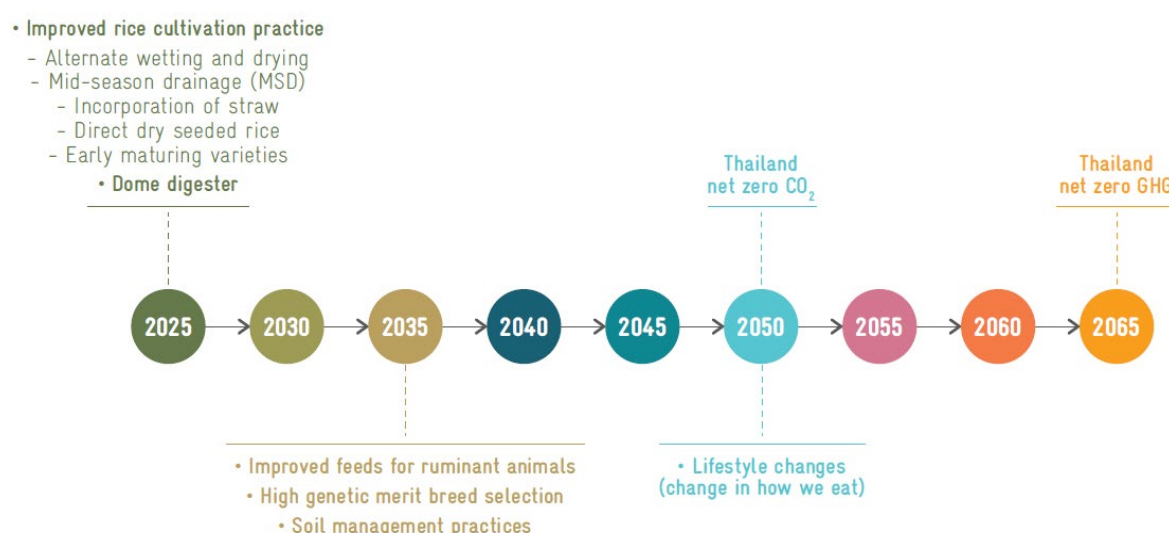 • Improved rice cultivation practice
- Alternate wetting and drying
- Mid-season drainage (MSD)
- Incorporation of straw
- Direct dry seeded rice
- Early maturing varieties
• Dome digester
Thailand
net zero CO₂
Thailand
net zero GHG
2025
2030
2035
2040
2045
2050
2055
2060
2065
• Improved feeds for ruminant animals
• High genetic merit breed selection
• Soil management practices
• Lifestyle changes
(change in how we eat)